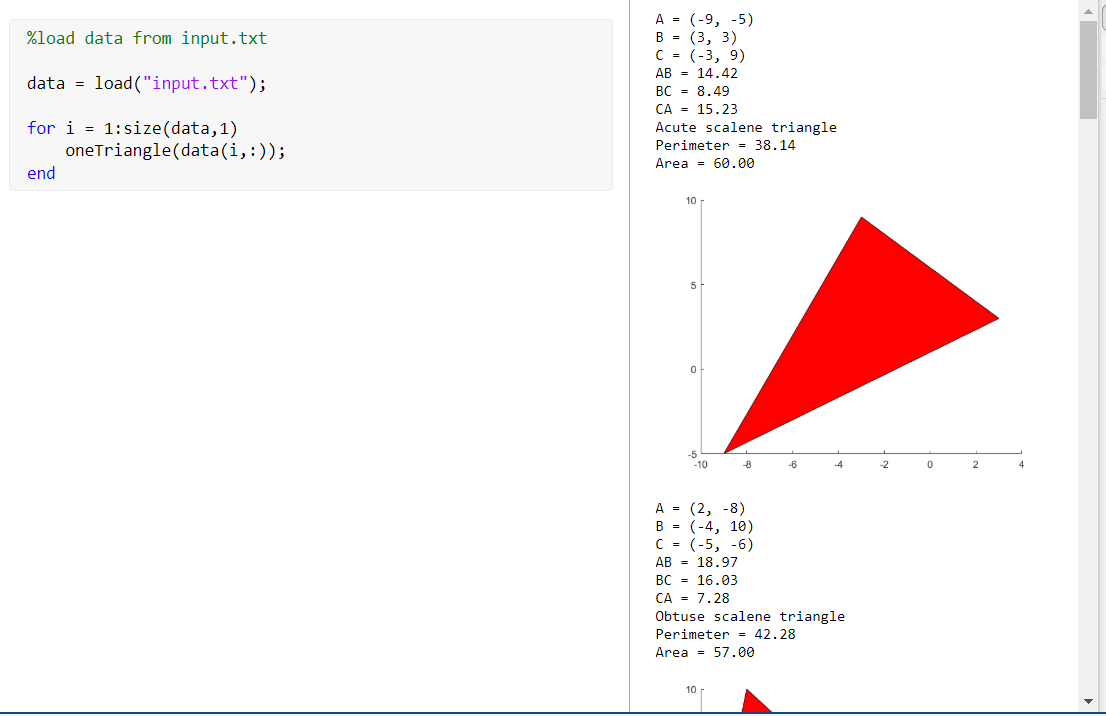 %load data from input.txt
data = load("input.txt");
for i = 1:size(data,1)
oneTriangle(data(i,:));
end
A = (-9, -5)
B = (3, 3)
C = (-3, 9)
AB = 14.42
BC = 8.49
CA = 15.23
Acute scalene triangle
Perimeter = 38.14
Area = 60.00
10
5
0
-5
-10 -8 -6 -4 -2 0 2 4
A = (2, -8)
B = (-4, 10)
C = (-5, -6)
AB = 18.97
BC = 16.03
CA = 7.28
Obtuse scalene triangle
Perimeter = 42.28
Area = 57.00
10